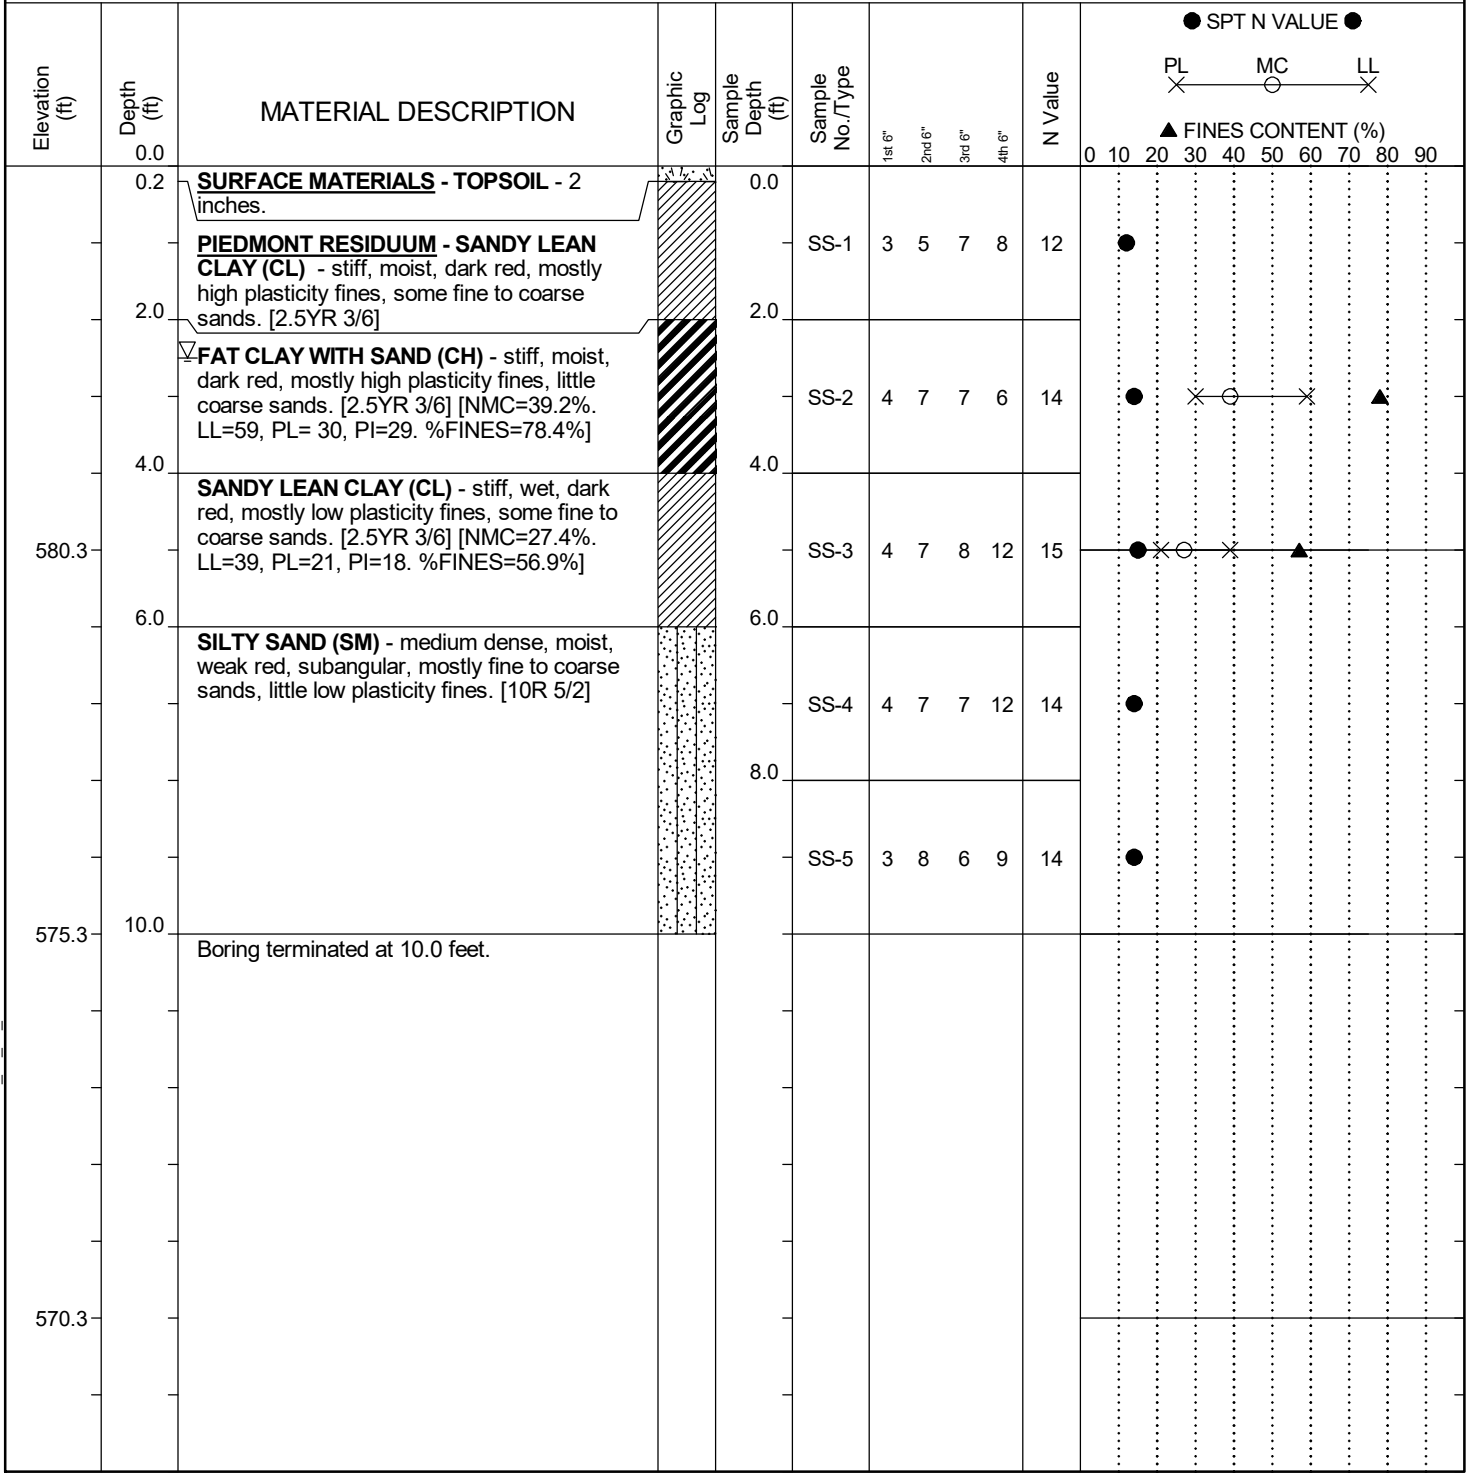 ● SPT N VALUE ●
PL MC LL
▲ FINES CONTENT (%)
0 10 20 30 40 50 60 70 80 90
Elevation (ft)
Depth (ft)
0.0
MATERIAL DESCRIPTION
Graphic Log
Sample Depth (ft)
Sample No./Type
1st 6"
2nd 6"
3rd 6"
4th 6"
N Value
0.2
SURFACE MATERIALS - TOPSOIL - 2
inches.
0.0
PIEDMONT RESIDUUM - SANDY LEAN
CLAY (CL) - stiff, moist, dark red, mostly
high plasticity fines, some fine to coarse
sands. [2.5YR 3/6]
SS-1 3 5 7 8 12
2.0
2.0
FAT CLAY WITH SAND (CH) - stiff, moist,
dark red, mostly high plasticity fines, little
coarse sands. [2.5YR 3/6] [NMC=39.2%.
LL=59, PL= 30, PI=29. %FINES=78.4%]
SS-2 4 7 7 6 14
4.0
4.0
SANDY LEAN CLAY (CL) - stiff, wet, dark
red, mostly low plasticity fines, some fine to
coarse sands. [2.5YR 3/6] [NMC=27.4%.
LL=39, PL=21, PI=18. %FINES=56.9%]
580.3
SS-3 4 7 8 12 15
6.0
6.0
SILTY SAND (SM) - medium dense, moist,
weak red, subangular, mostly fine to coarse
sands, little low plasticity fines. [10R 5/2]
SS-4 4 7 7 12 14
8.0
SS-5 3 8 6 9 14
575.3
10.0
Boring terminated at 10.0 feet.
570.3